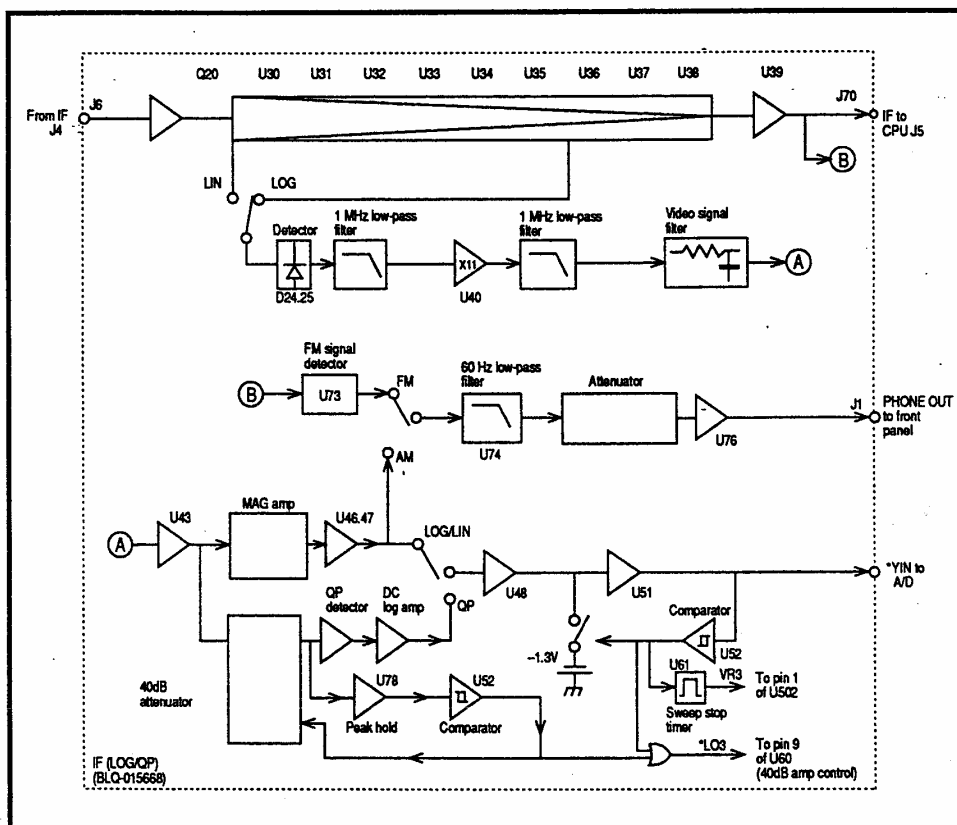 Q20 U30 U31 U32 U33 U34 U35 U36 U37 U38 U39
J6
J70
From IF
J4
IF to
CPU J5
B
LIN
LOG
Detector
1 MHz low-pass
filter
1 MHz low-pass
filter
Video signal
filter
X11
A
D24.25
U40
FM signal
detector
60 Hz low-pass
filter
Attenuator
B
U73
FM
J1
PHONE OUT
to front
panel
U74
U76
AM
MAG amp
A
U43
U46.47
LOG/LIN
*YIN to
A/D
U48
U51
QP
detector
DC
log amp
QP
Comparator
U52
–1.3V
U61
VR3
To pin 1
of U502
40dB
attenuator
U78
U52
Peak hold
Comparator
Sweep stop
timer
*LO3
To pin 9
of U60
(40dB amp control)
IF (LOG/QP)
(BLQ-015668)